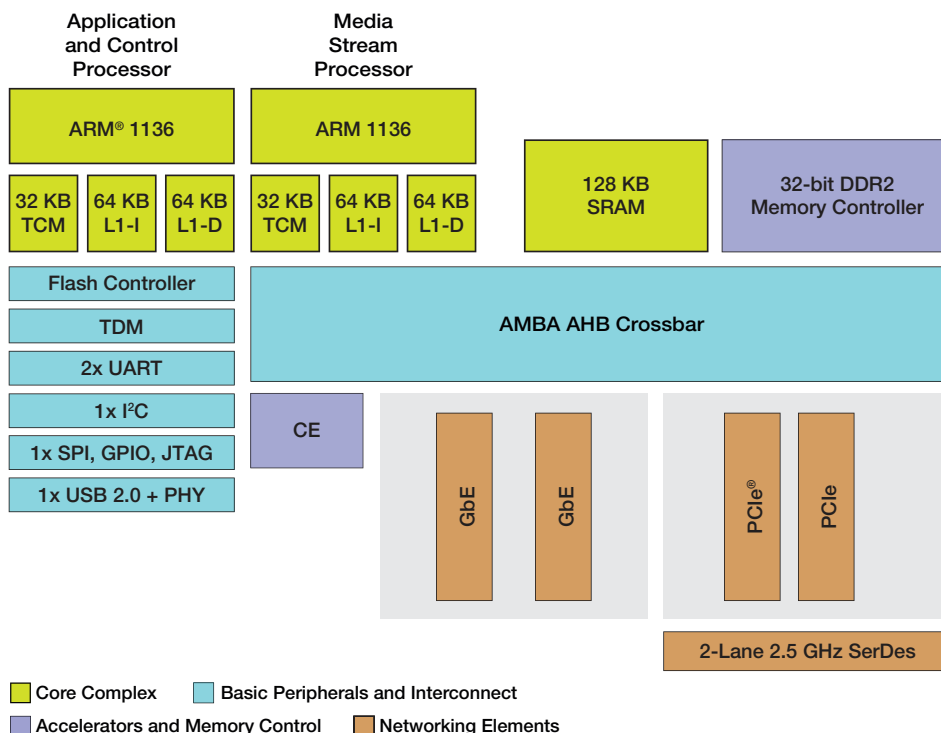 Application
and Control
Processor
Media
Stream
Processor
ARM® 1136
ARM 1136
32 KB
TCM
64 KB
L1-I
64 KB
L1-D
32 KB
TCM
64 KB
L1-I
64 KB
L1-D
128 KB
SRAM
32-bit DDR2
Memory Controller
Flash Controller
TDM
2x UART
1x I²C
1x SPI, GPIO, JTAG
1x USB 2.0 + PHY
AMBA AHB Crossbar
CE
GbE
GbE
PCIe®
PCIe
2-Lane 2.5 GHz SerDes
Core Complex
Basic Peripherals and Interconnect
Accelerators and Memory Control
Networking Elements